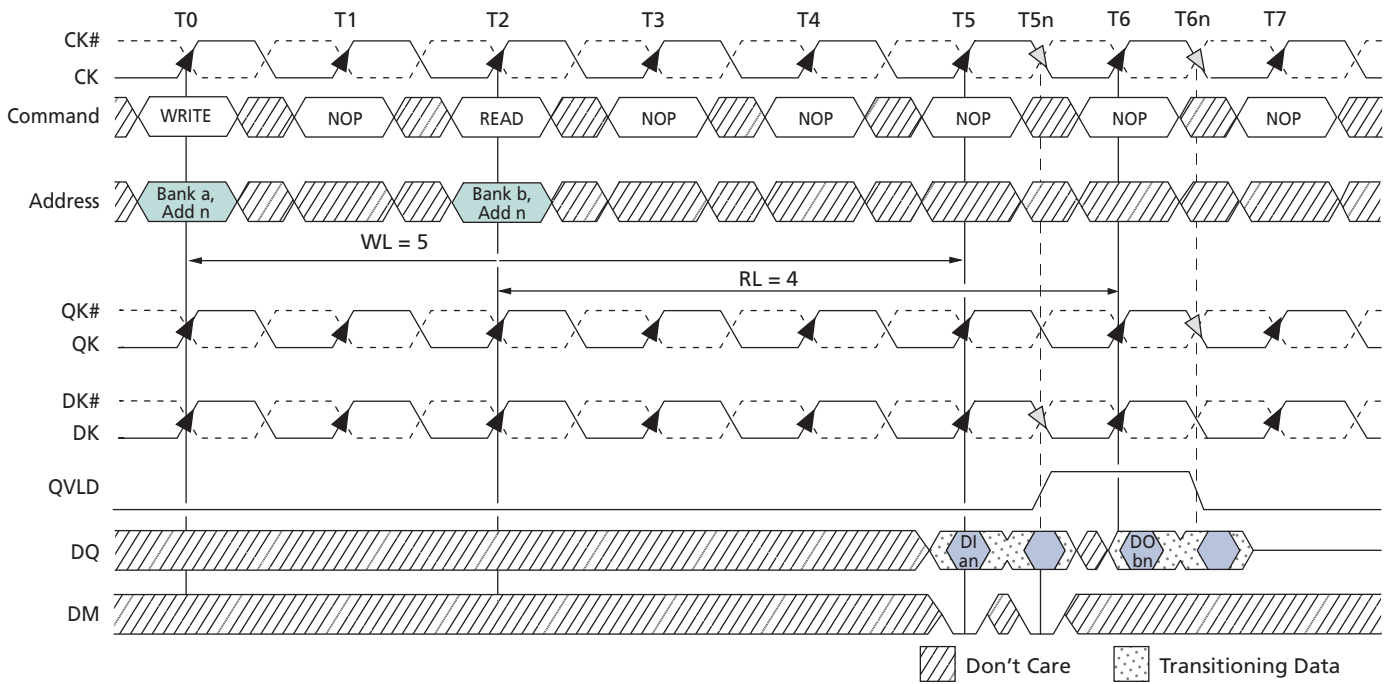 T0 T1 T2 T3 T4 T5 T5n T6 T6n T7
CK#
CK
Command WRITE NOP READ NOP NOP NOP NOP NOP
Address Bank a, Add n Bank b, Add n
WL = 5
RL = 4
QK#
QK
DK#
DK
QVLD
DQ DI an DO bn
DM
Don't Care Transitioning Data